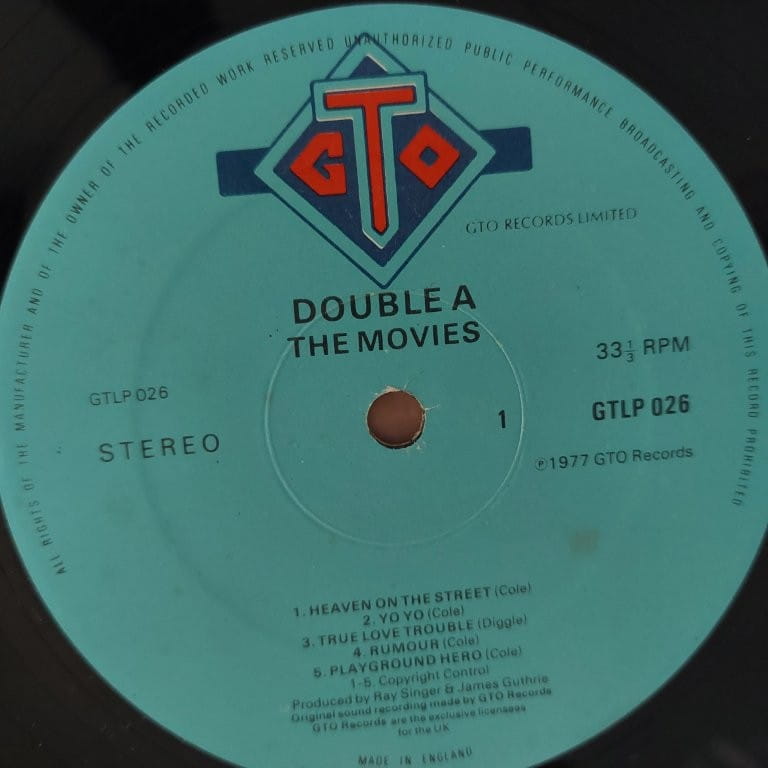 ALL RIGHTS OF THE MANUFACTURER AND OF THE OWNER OF THE RECORDED WORK RESERVED UNAUTHORIZED PUBLIC PERFORMANCE BROADCASTING AND COPYING OF THIS RECORD PROHIBITED
GTO
GTO RECORDS LIMITED
DOUBLE A
THE MOVIES
33 1/3 RPM
GTLP 026
GTLP 026
1
STEREO
℗1977 GTO Records
1. HEAVEN ON THE STREET (Cole)
2. YO YO (Cole)
3. TRUE LOVE TROUBLE (Diggle)
4. RUMOUR (Cole)
5. PLAYGROUND HERO (Cole)
1-5. Copyright Control
Produced by Ray Singer & James Guthrie
Original sound recording made by GTO Records
GTO Records are the exclusive licensees
for the UK
MADE IN ENGLAND